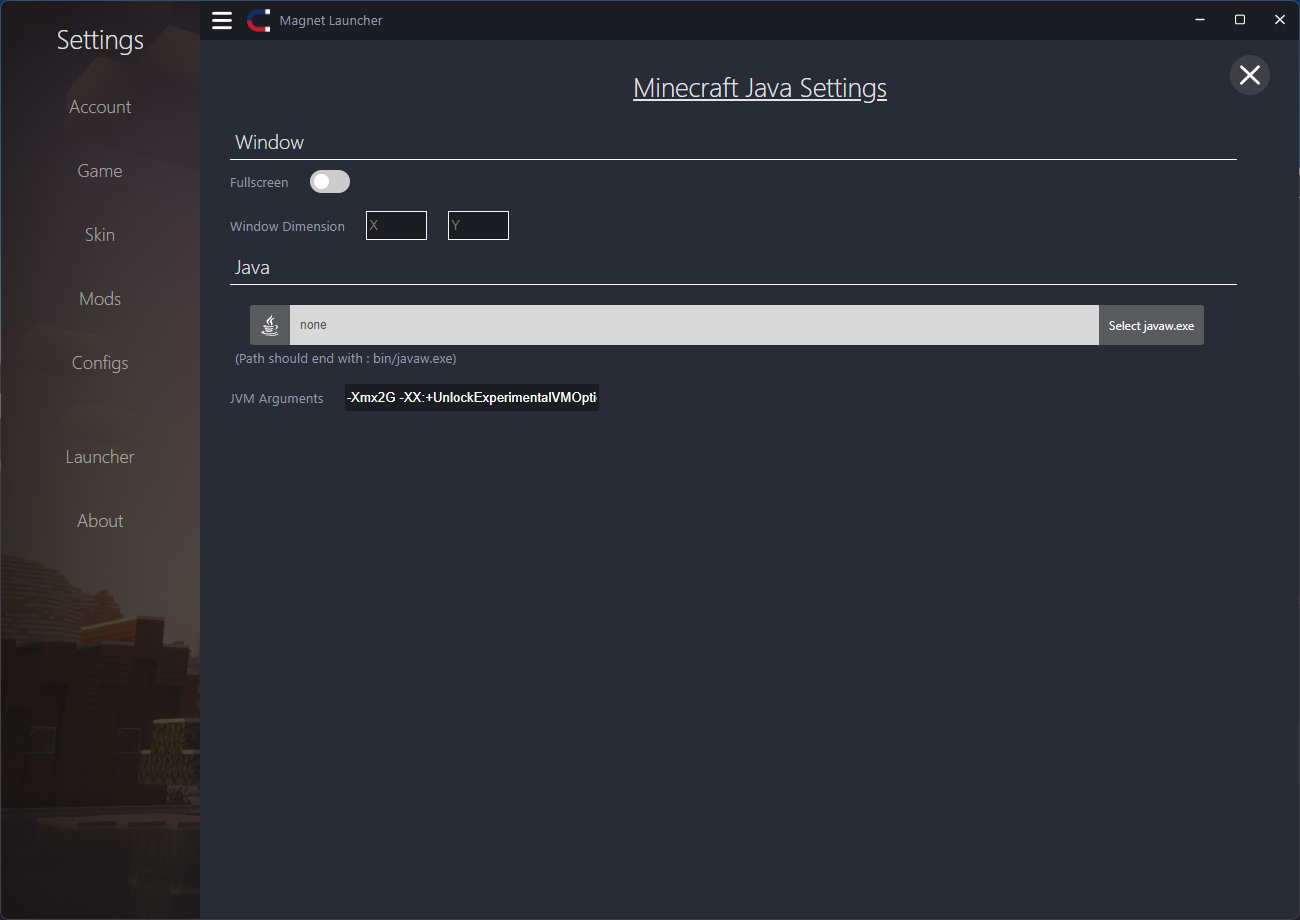 Settings
Account
Game
Skin
Mods
Configs
Launcher
About
Magnet Launcher
Minecraft Java Settings
Window
Fullscreen
Window Dimension X Y
Java
none Select javaw.exe
(Path should end with : bin/javaw.exe)
JVM Arguments -Xmx2G -XX:+UnlockExperimentalVMOpti